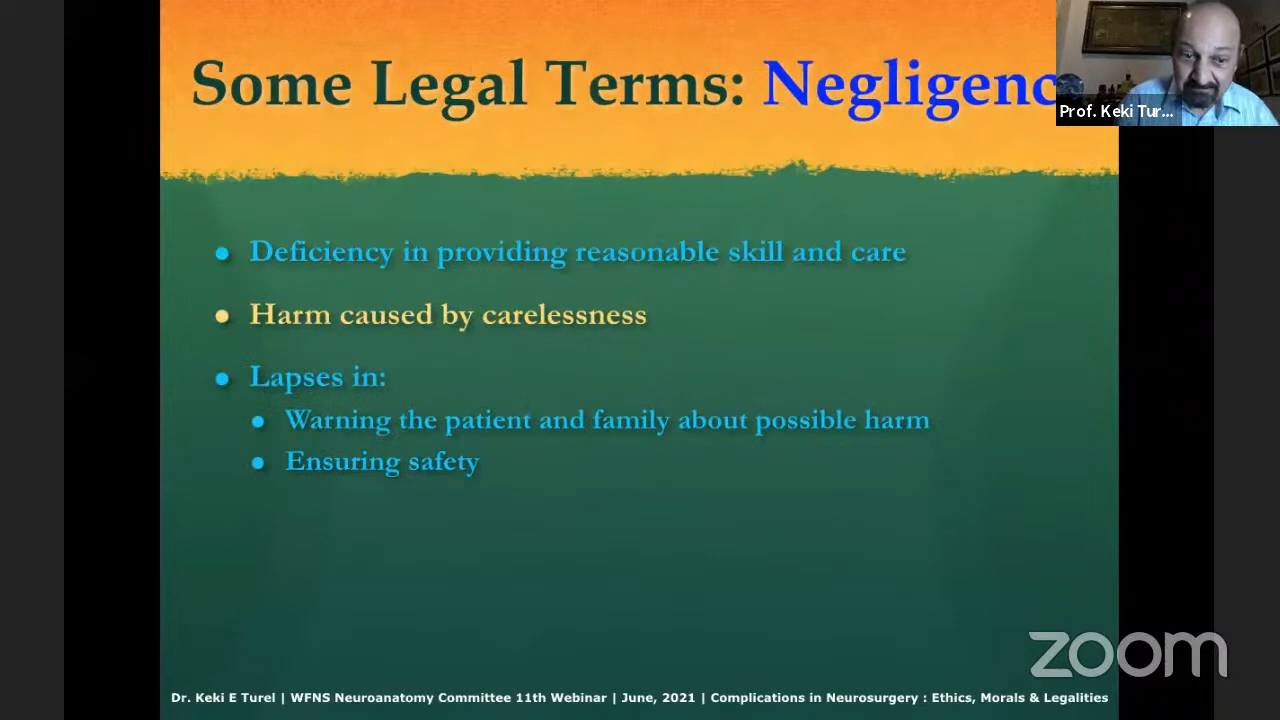 Some Legal Terms: Negligenc
Prof. Keki Tur...
Deficiency in providing reasonable skill and care
Harm caused by carelessness
Lapses in:
Warning the patient and family about possible harm
Ensuring safety
zoom
Dr. Keki E Turel | WFNS Neuroanatomy Committee 11th Webinar | June, 2021 | Complications in Neurosurgery : Ethics, Morals & Legalities